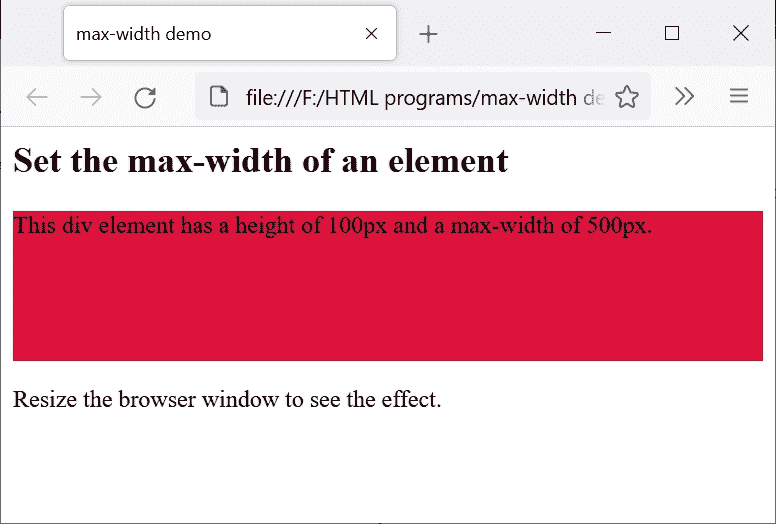 max-width demo
file:///F:/HTML programs/max-width de
Set the max-width of an element
This div element has a height of 100px and a max-width of 500px.
Resize the browser window to see the effect.